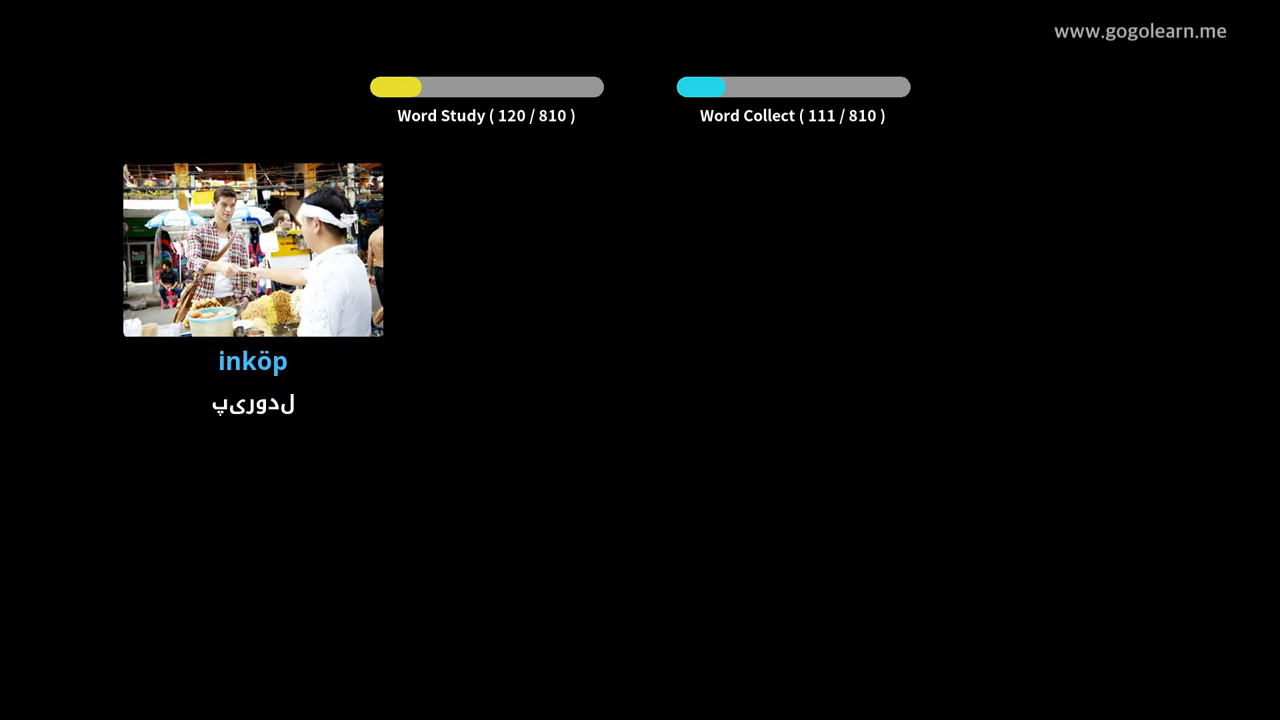 www.gogolearn.me
Word Study ( 120 / 810 )
Word Collect ( 111 / 810 )
inköp
لدوریپ